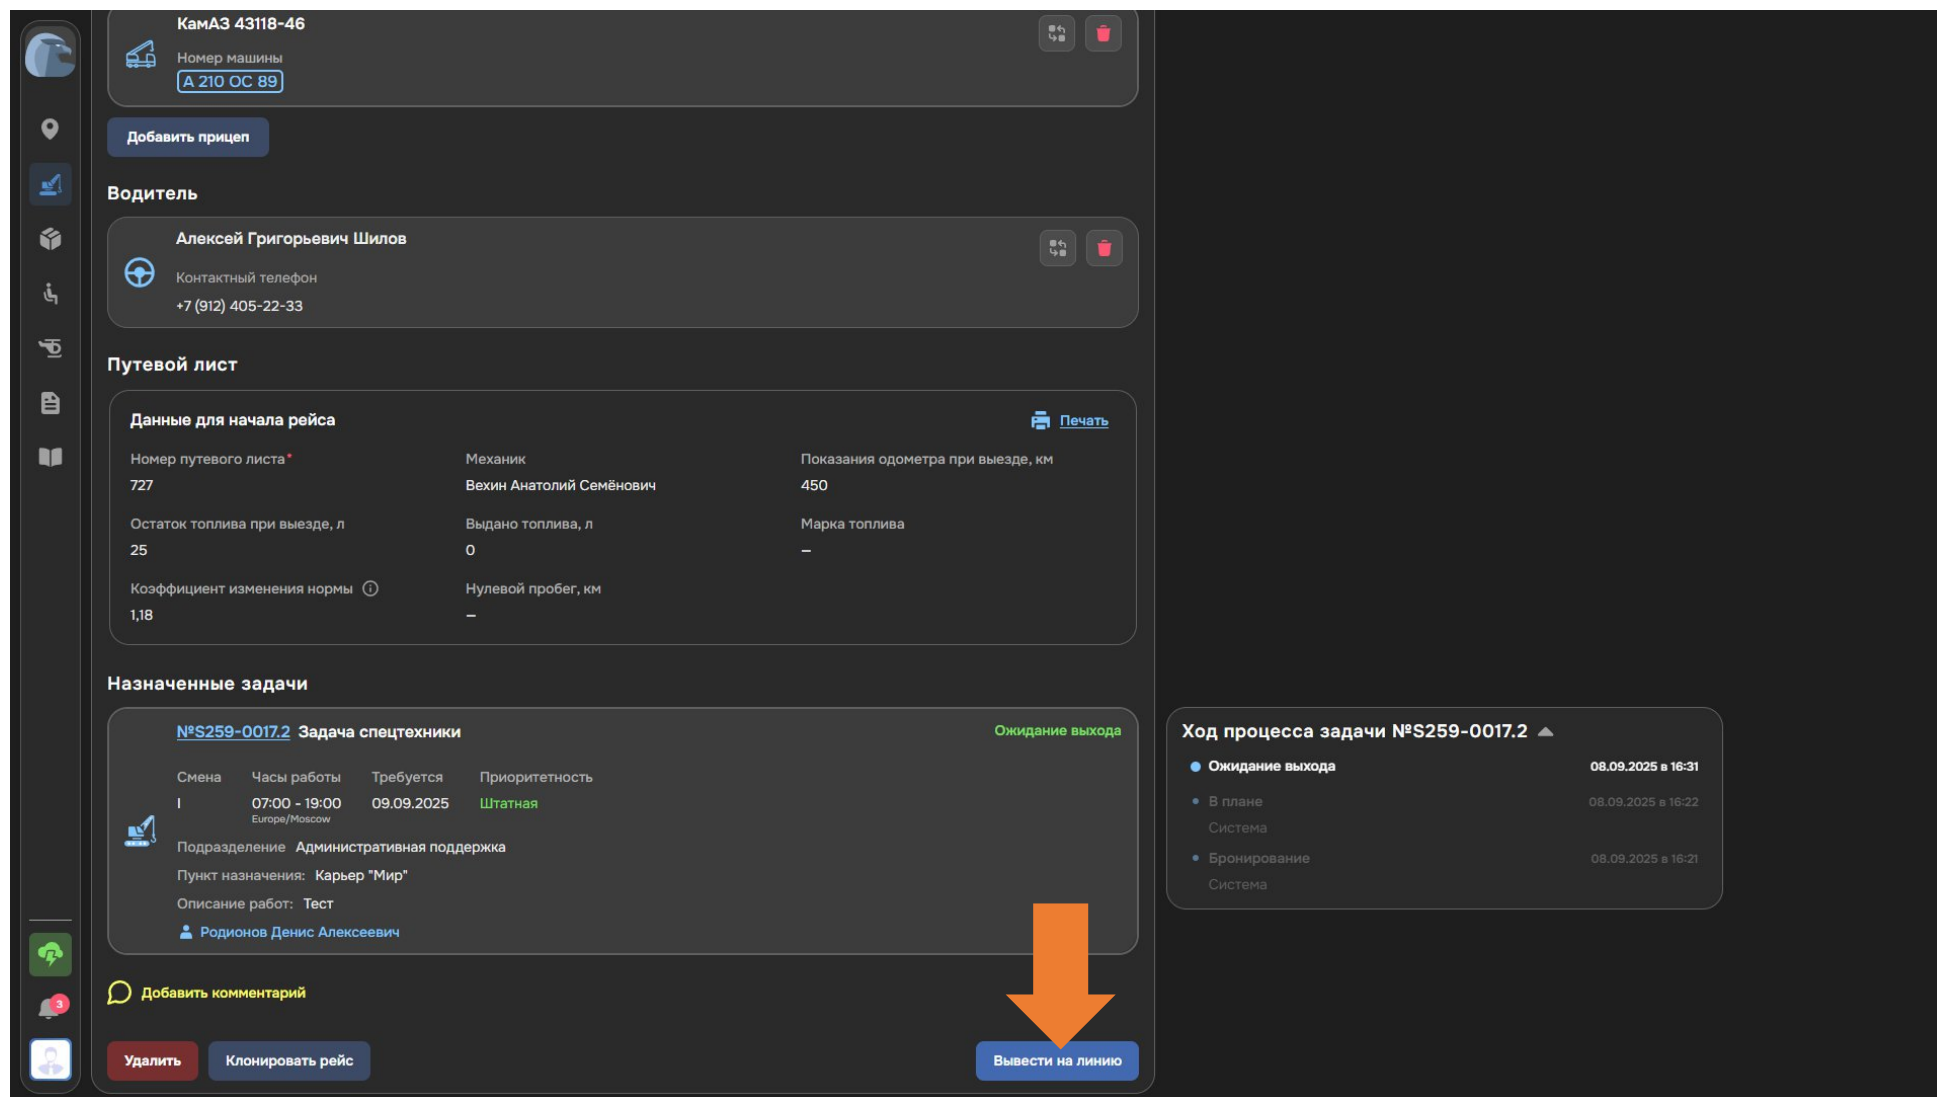 КамАЗ 43118-46
Номер машины
А 210 ОС 89
Добавить прицеп
Водитель
Алексей Григорьевич Шилов
Контактный телефон
+7 (912) 405-22-33
Путевой лист
Данные для начала рейса
Печать
Номер путевого листа* Механик Показания одометра при выезде, км
727 Вехин Анатолий Семёнович 450
Остаток топлива при выезде, л Выдано топлива, л Марка топлива
25 0 –
Коэффициент изменения нормы Нулевой пробег, км
1,18 –
Назначенные задачи
№S259-0017.2 Задача спецтехники Ожидание выхода
Смена Часы работы Требуется Приоритетность
I 07:00 - 19:00 09.09.2025 Штатная
Europe/Moscow
Подразделение Административная поддержка
Пункт назначения: Карьер "Мир"
Описание работ: Тест
Родионов Денис Алексеевич
Ход процесса задачи №S259-0017.2
Ожидание выхода 08.09.2025 в 16:31
В плане 08.09.2025 в 16:22
Система
Бронирование 08.09.2025 в 16:21
Система
Добавить комментарий
3
Удалить Клонировать рейс Вывести на линию